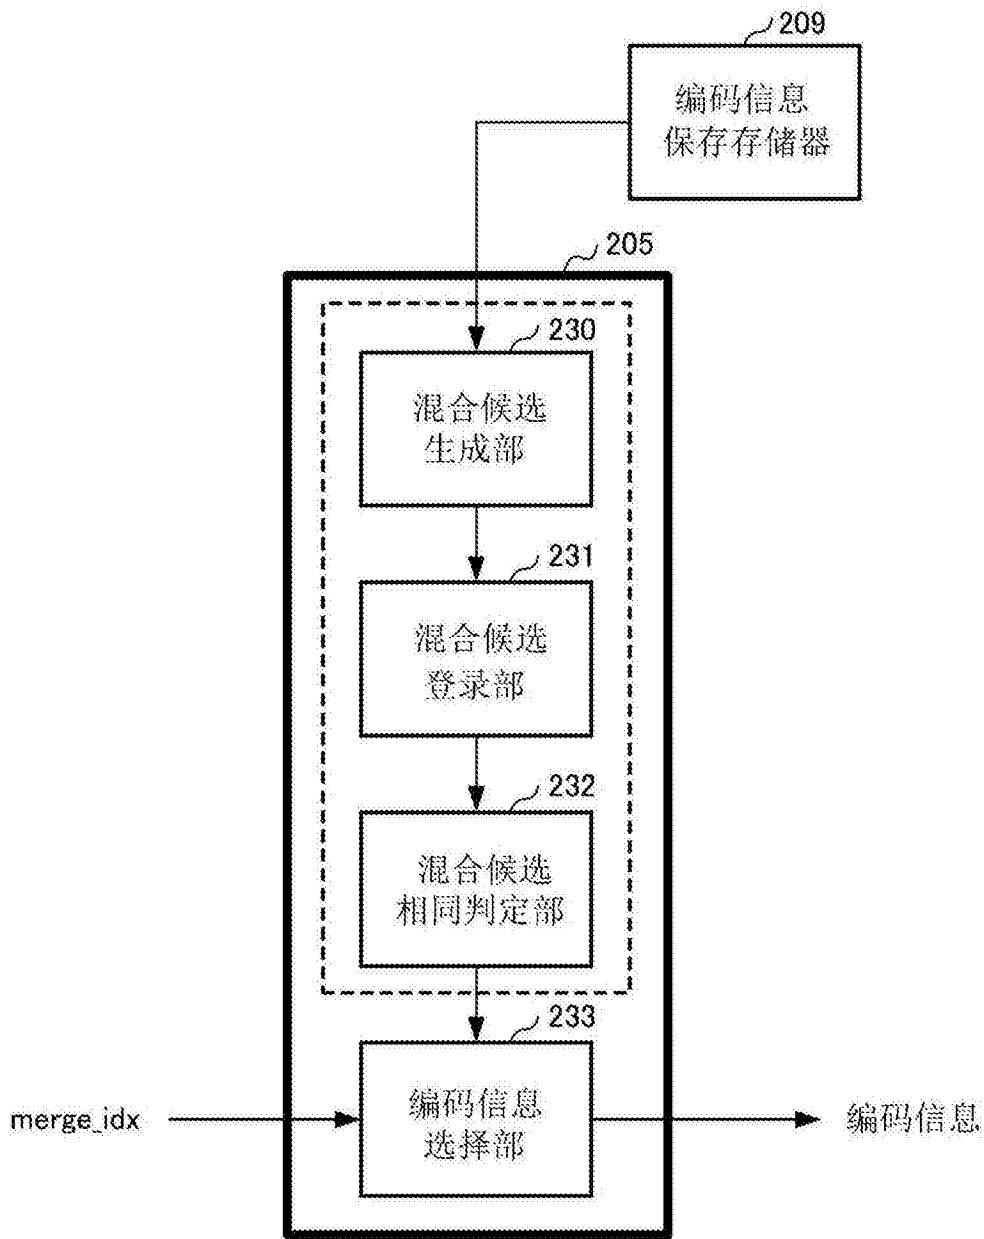 209
编码信息
保存存储器
205
230
混合候选
生成部
231
混合候选
登录部
232
混合候选
相同判定部
233
merge_idx
编码信息
选择部
编码信息